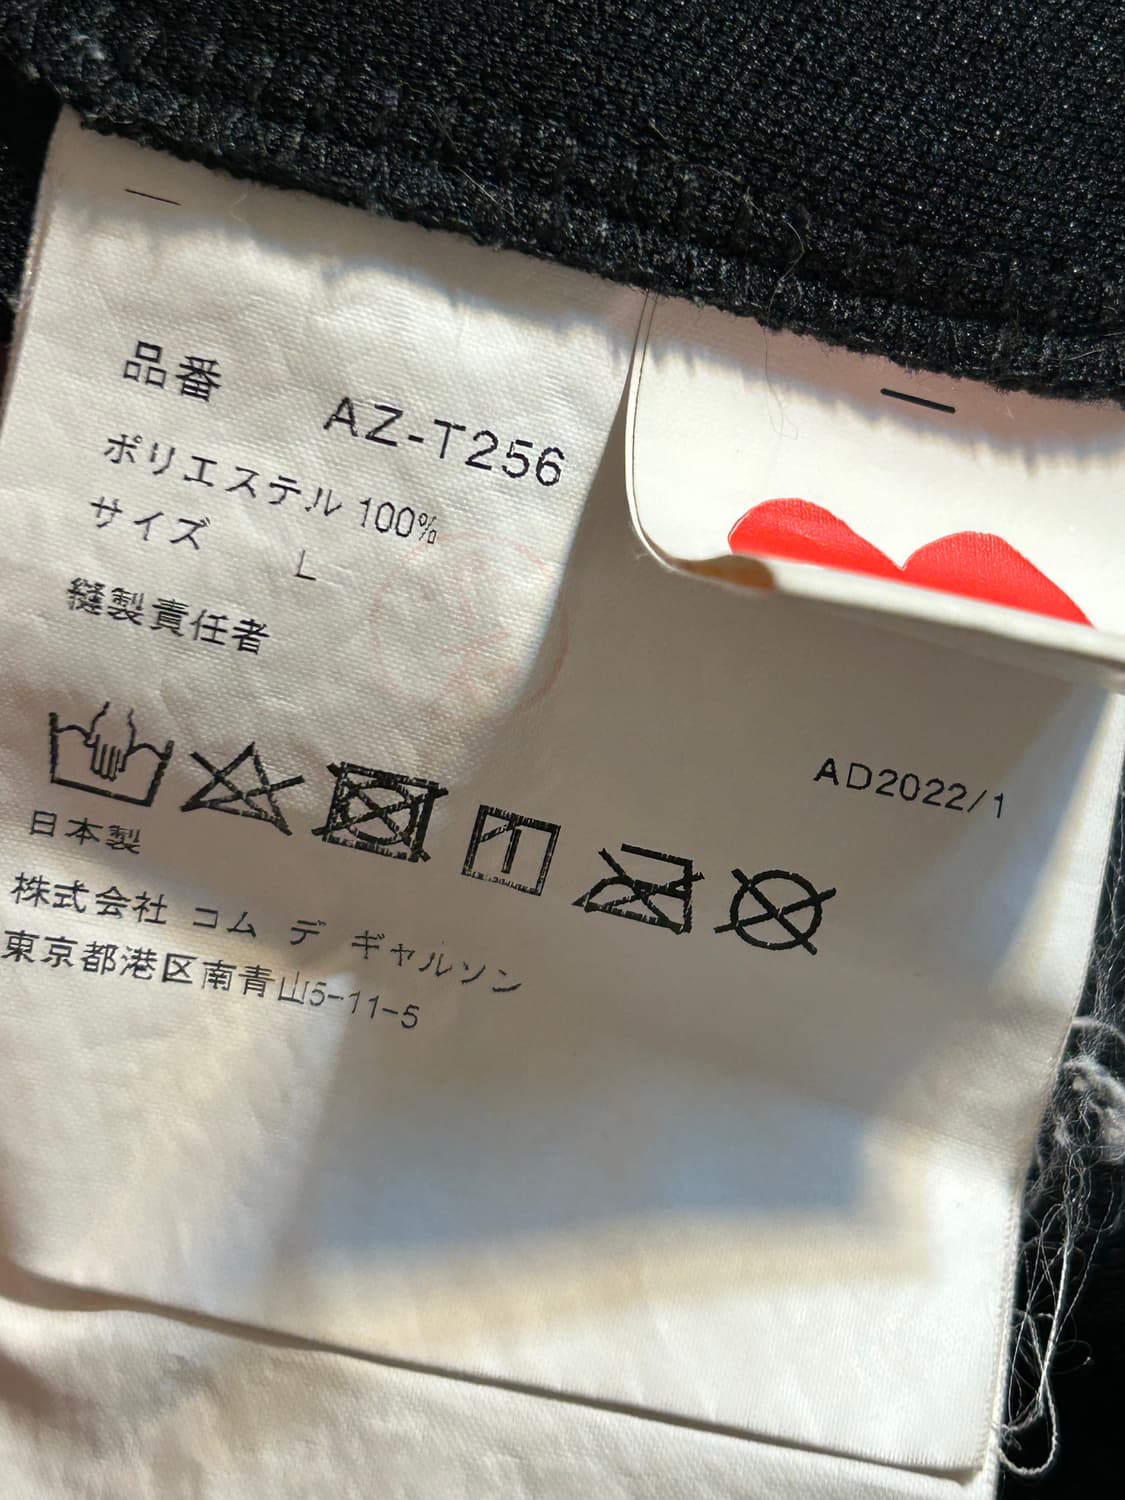 品番 AZ-T256
ポリエステル 100%
サイズ L
縫製責任者
AD2022/1
日本製
株式会社 コム デ ギャルソン
東京都港区南青山5-11-5